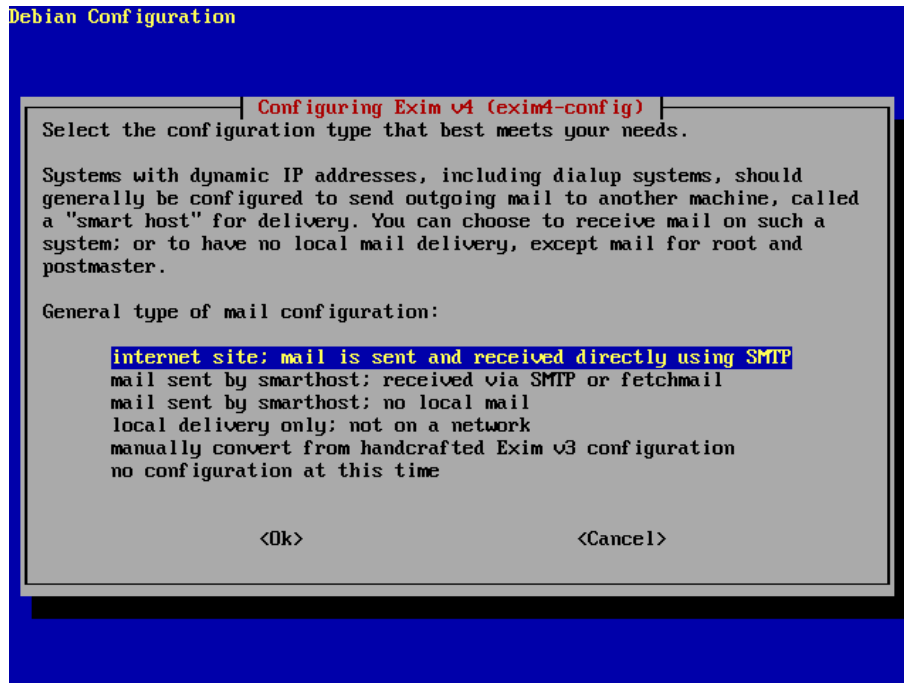 Debian Configuration
Configuring Exim v4 (exim4-config)
Select the configuration type that best meets your needs.
Systems with dynamic IP addresses, including dialup systems, should
generally be configured to send outgoing mail to another machine, called
a "smart host" for delivery. You can choose to receive mail on such a
system; or to have no local mail delivery, except mail for root and
postmaster.
General type of mail configuration:
internet site; mail is sent and received directly using SMTP
mail sent by smarthost; received via SMTP or fetchmail
mail sent by smarthost; no local mail
local delivery only; not on a network
manually convert from handcrafted Exim v3 configuration
no configuration at this time
<Ok> <Cancel>